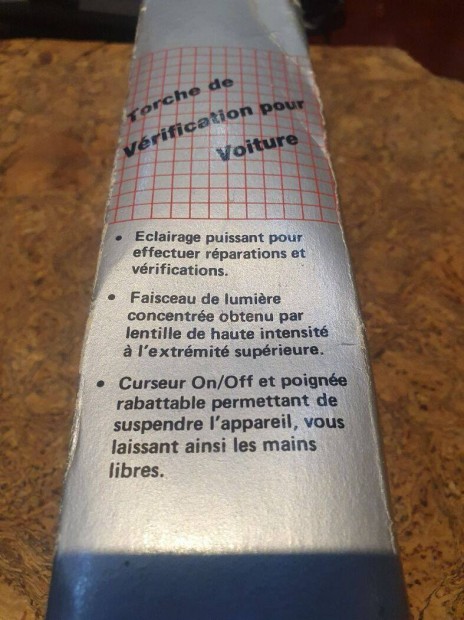 Torche de
Vérification pour
Voiture
• Eclairage puissant pour
effectuer réparations et
vérifications.
• Faisceau de lumière
concentrée obtenu par
lentille de haute intensité
à l'extrémité supérieure.
• Curseur On/Off et poignée
rabattable permettant de
suspendre l'appareil, vous
laissant ainsi les mains
libres.